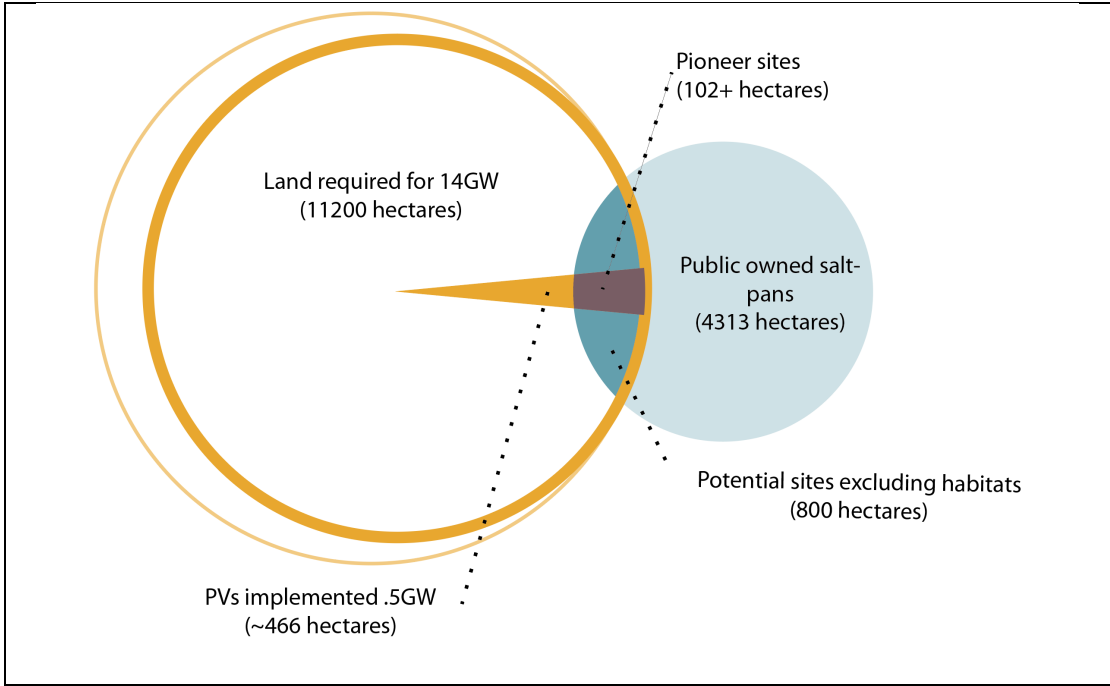 Pioneer sites
(102+ hectares)
Land required for 14GW
(11200 hectares)
Public owned salt-
pans
(4313 hectares)
Potential sites excluding habitats
(800 hectares)
PVs implemented .5GW
(~466 hectares)